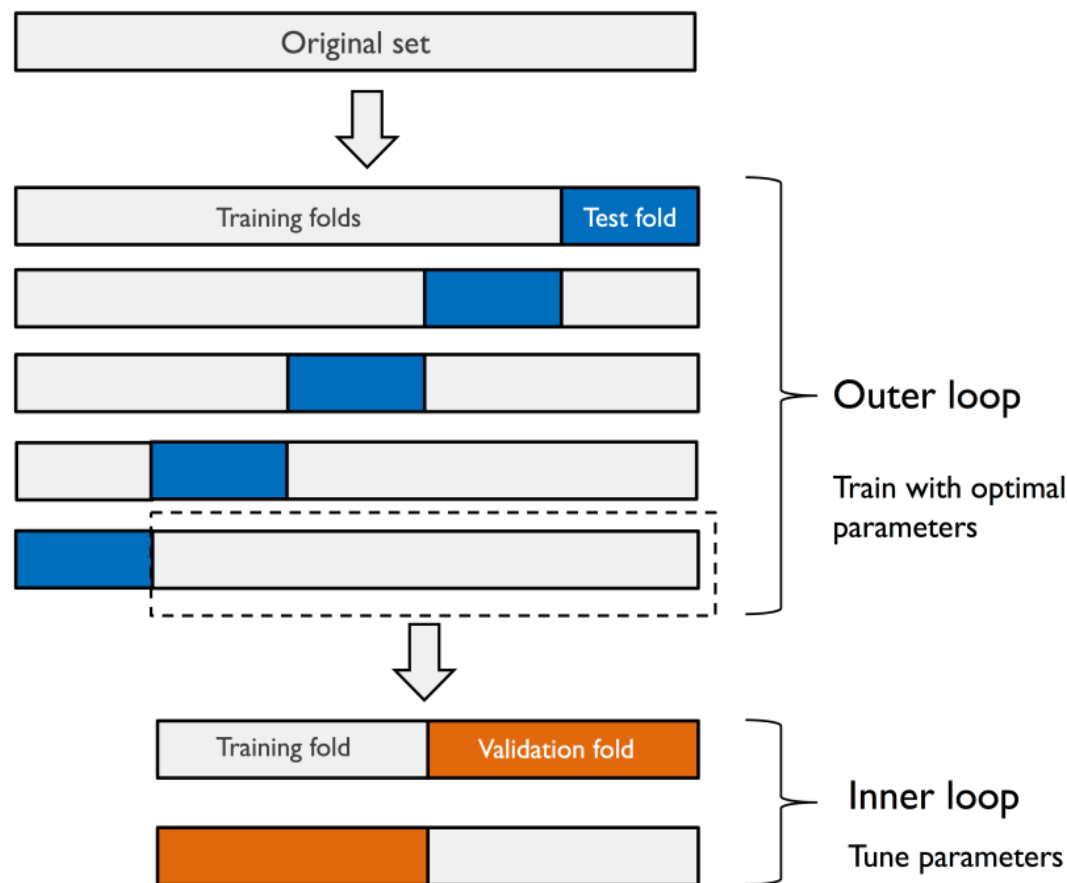 Original set
Training folds
Test fold
Outer loop
Train with optimal
parameters
Training fold
Validation fold
Inner loop
Tune parameters